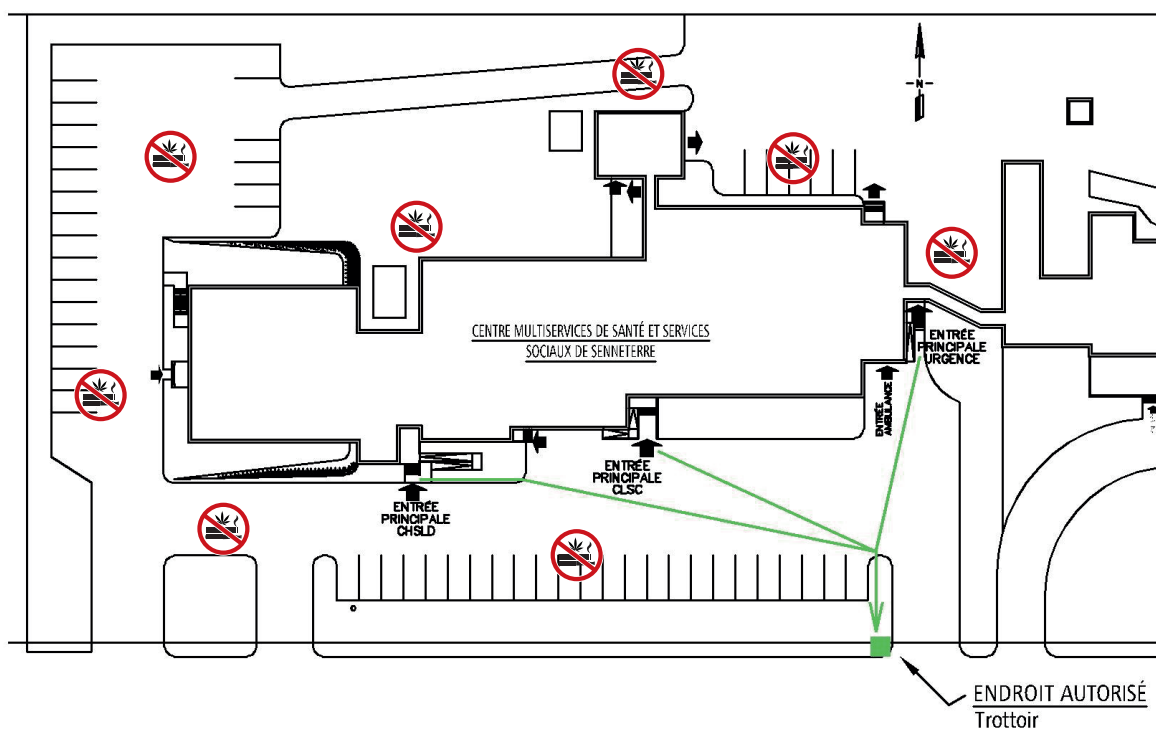 N
CENTRE MULTISERVICES DE SANTÉ ET SERVICES
SOCIAUX DE SENNETERRE
ENTRÉE
PRINCIPALE
URGENCE
ENTRÉE
AMBULANCE
ENTRÉE
PRINCIPALE
CLSC
ENTRÉE
PRINCIPALE
CHSLD
ENDROIT AUTORISÉ
Trottoir